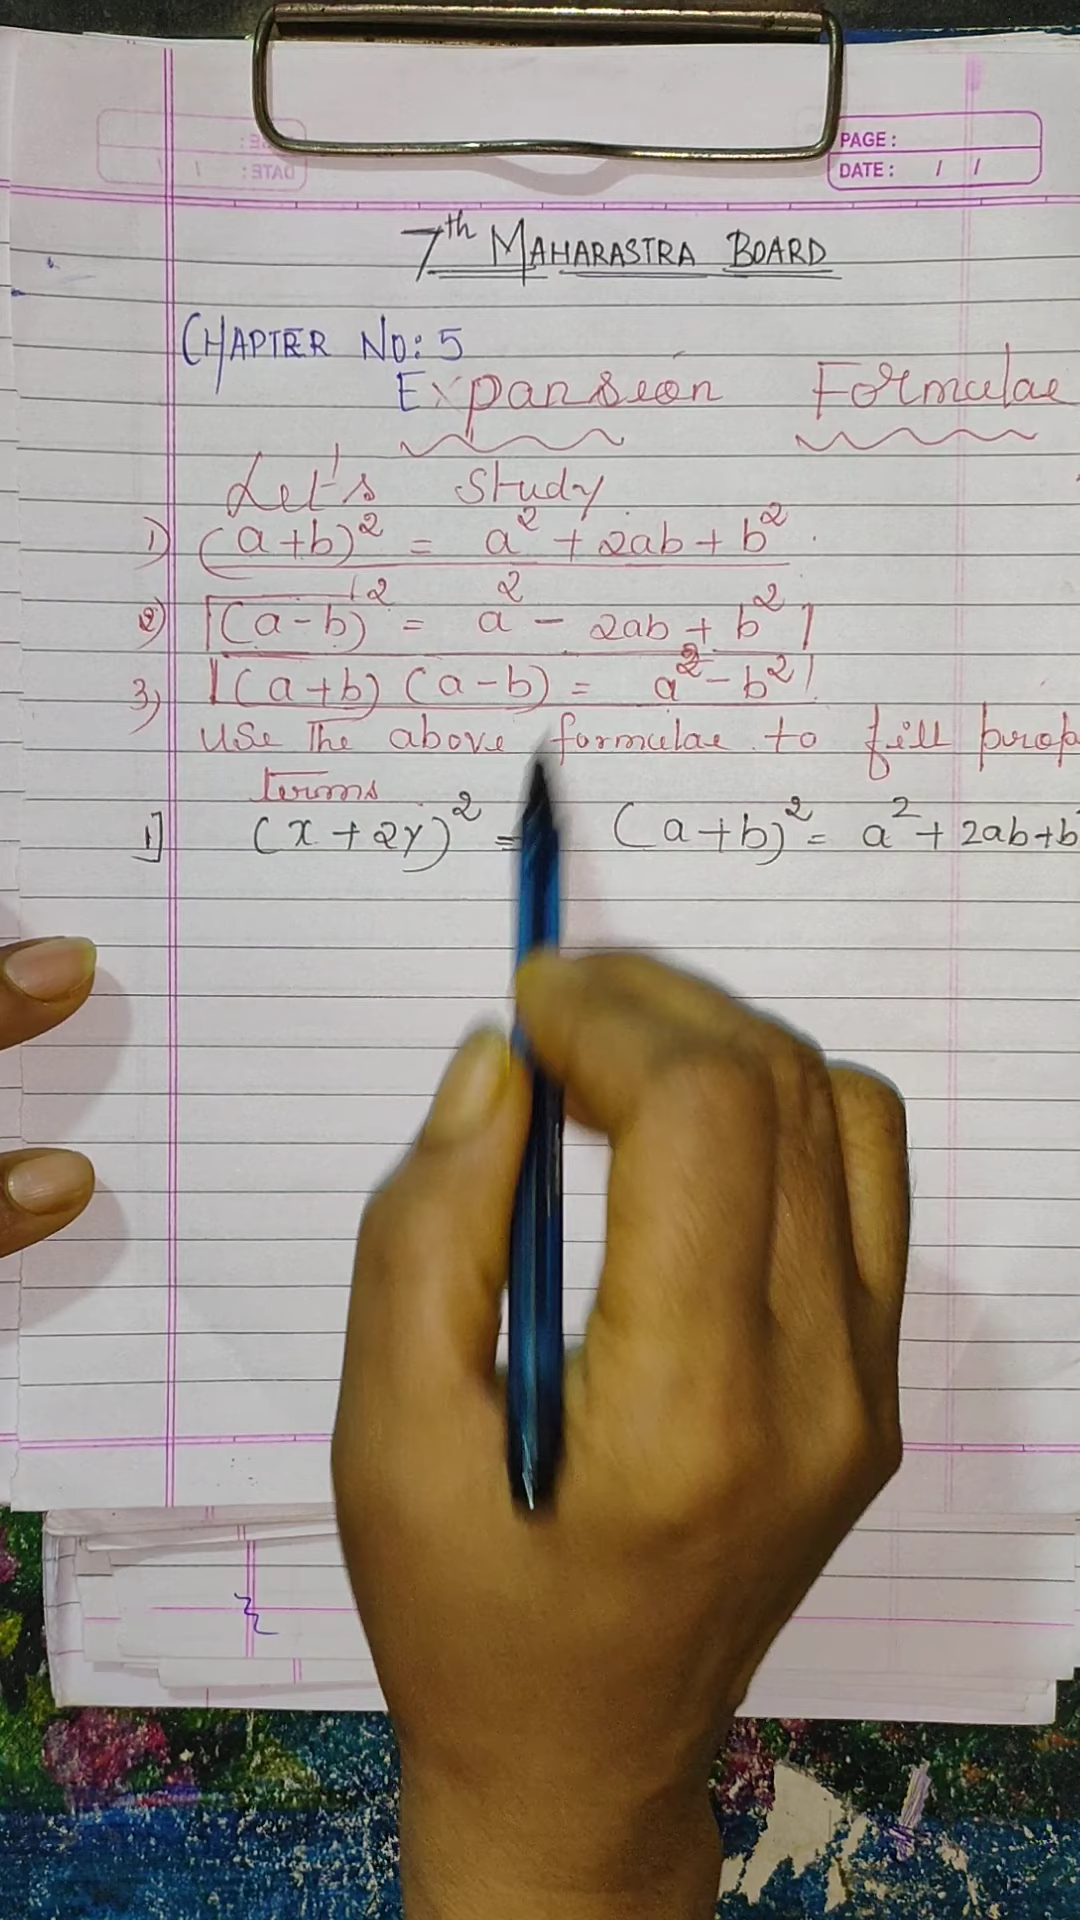 PAGE:
DATE: / /
7th MAHARASTRA BOARD
CHAPTER NO: 5
Expansion Formulae
Let's study
1) (a+b)² = a² + 2ab + b²
2) (a-b)² = a² - 2ab + b²
3) (a+b) (a-b) = a² - b²
Use The above formulae to fill prop
terms
1] (x + 2y)² = (a+b)² = a² + 2ab + b